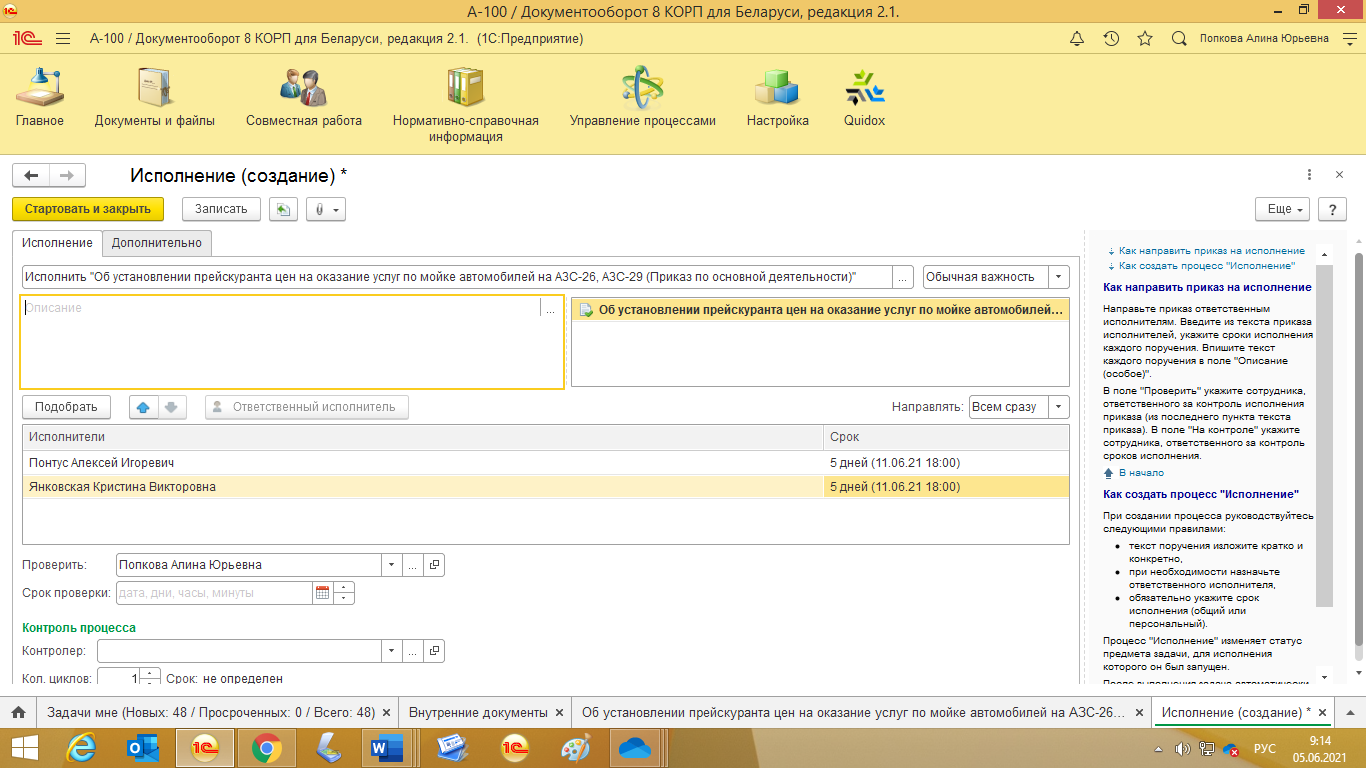 А-100 / Документооборот 8 КОРП для Беларуси, редакция 2.1.
А-100 / Документооборот 8 КОРП для Беларуси, редакция 2.1. (1С:Предприятие)
Попкова Алина Юрьевна
Главное
Документы и файлы
Совместная работа
Нормативно-справочная
информация
Управление процессами
Настройка
Quidox
Исполнение (создание) *
Стартовать и закрыть
Записать
Еще
?
Исполнение
Дополнительно
Исполнить "Об установлении прейскуранта цен на оказание услуг по мойке автомобилей на АЗС-26, АЗС-29 (Приказ по основной деятельности)"
...
Обычная важность
Описание
...
Об установлении прейскуранта цен на оказание услуг по мойке автомобилей...
Подобрать
Ответственный исполнитель
Направлять:
Всем сразу
Исполнители
Срок
Понтус Алексей Игоревич
5 дней (11.06.21 18:00)
Янковская Кристина Викторовна
5 дней (11.06.21 18:00)
Проверить:
Попкова Алина Юрьевна
...
Срок проверки:
дата, дни, часы, минуты
Контроль процесса
Контролер:
...
Кол. циклов:
1
Срок: не определен
Как направить приказ на исполнение
Как создать процесс "Исполнение"
Как направить приказ на исполнение
Направьте приказ ответственным
исполнителям. Введите из текста приказа
исполнителей, укажите сроки исполнения
каждого поручения. Впишите текст
каждого поручения в поле "Описание
(особое)".
В поле "Проверить" укажите сотрудника,
ответственного за контроль исполнения
приказа (из последнего пункта текста
приказа). В поле "На контроле" укажите
сотрудника, ответственного за контроль
сроков исполнения.
В начало
Как создать процесс "Исполнение"
При создании процесса руководствуйтесь
следующими правилами:
• текст поручения изложите кратко и
конкретно,
• при необходимости назначьте
ответственного исполнителя,
• обязательно укажите срок
исполнения (общий или
персональный).
Процесс "Исполнение" изменяет статус
предмета задачи, для исполнения
которого он был запущен.
Задачи мне (Новых: 48 / Просроченных: 0 / Всего: 48)
Внутренние документы
Об установлении прейскуранта цен на оказание услуг по мойке автомобилей на АЗС-26...
Исполнение (создание) *
РУС
9:14
05.06.2021